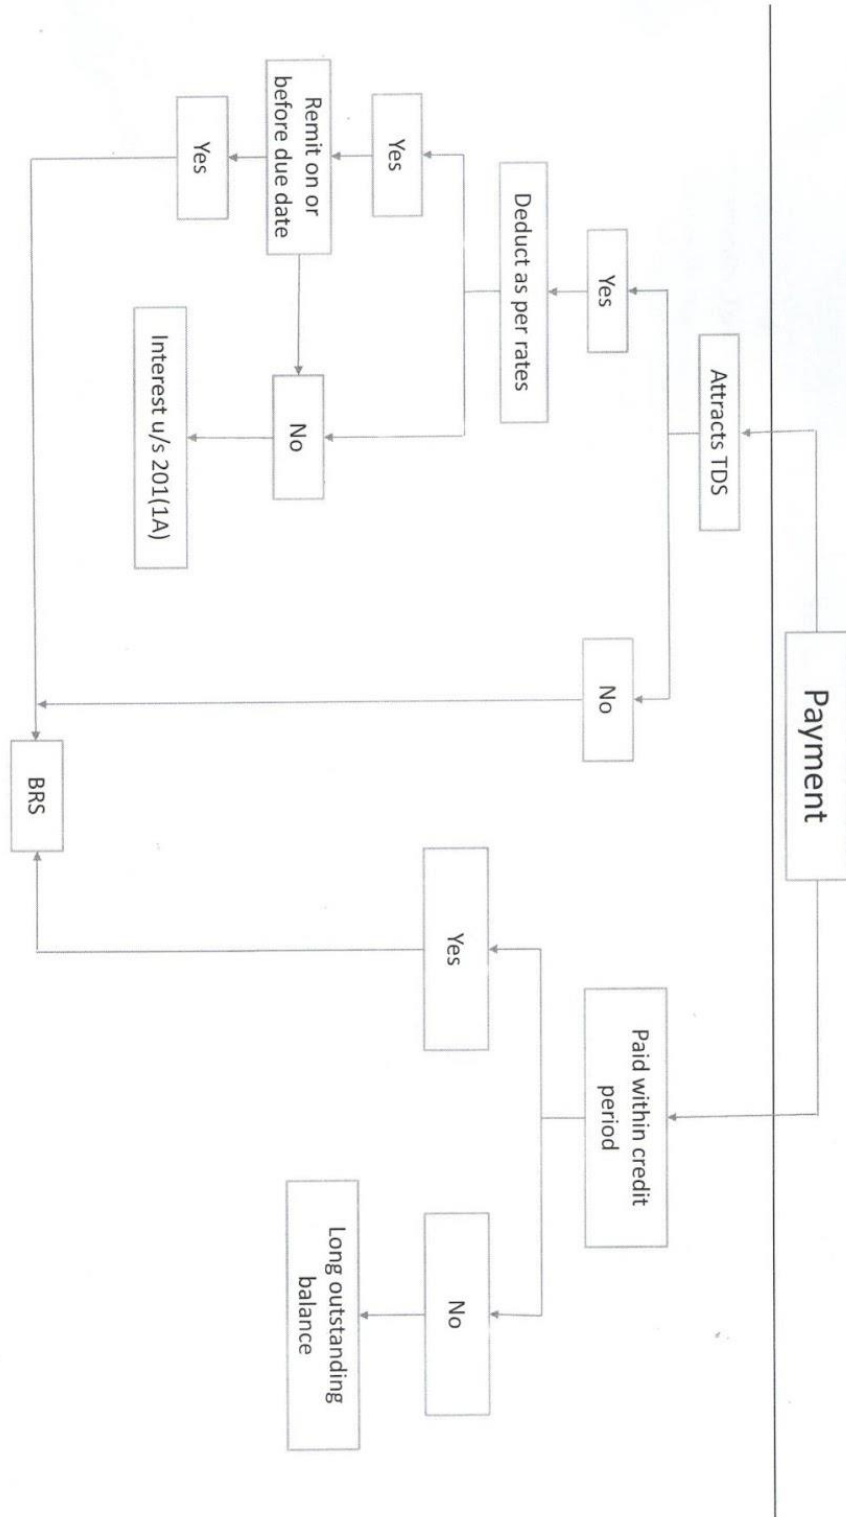 Payment
Attracts TDS
Paid within credit
period
Yes
No
Deduct as per rates
Yes
No
Yes
No
Long outstanding
balance
Remit on or
before due date
Yes
Interest u/s 201(1A)
BRS